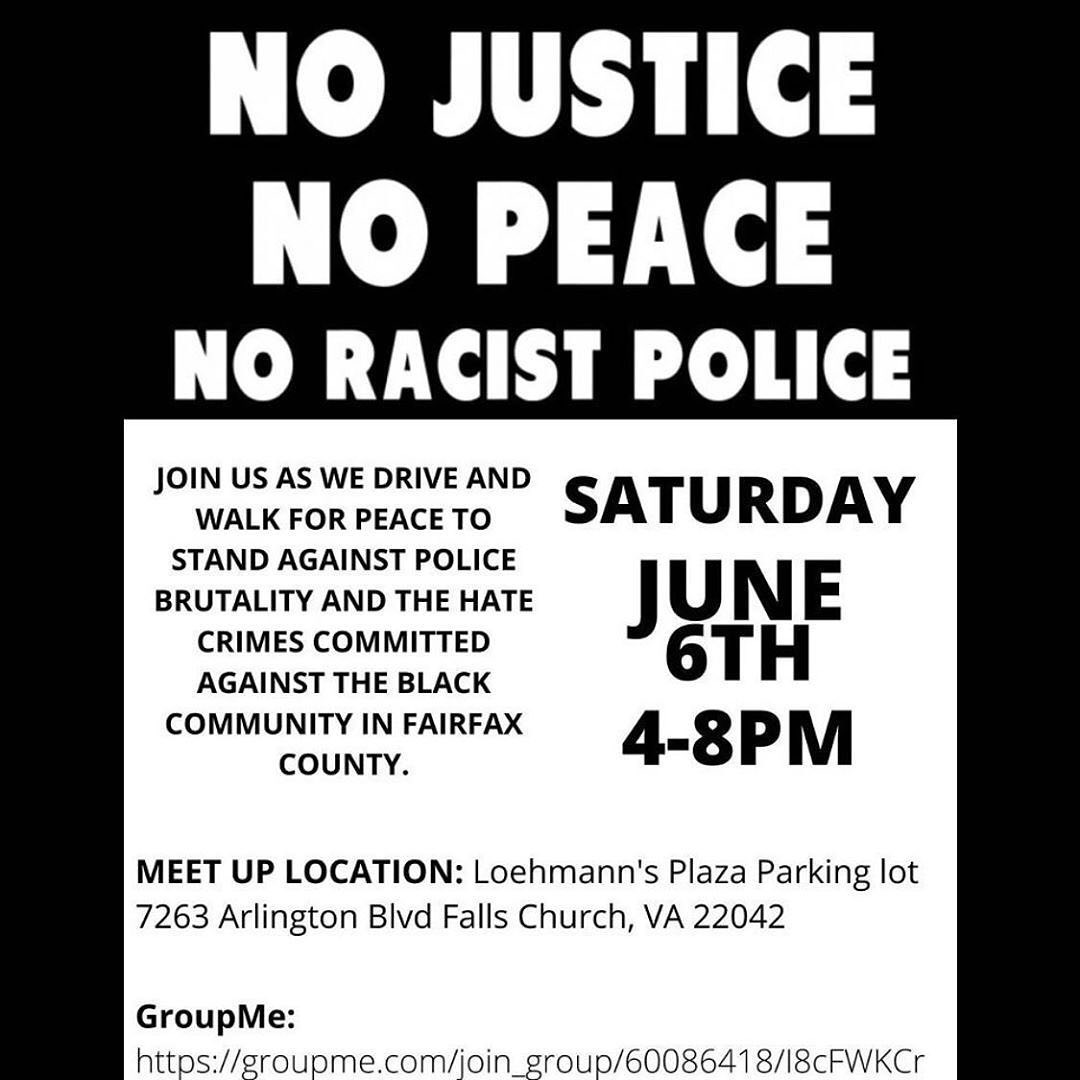 NO JUSTICE
NO PEACE
NO RACIST POLICE
JOIN US AS WE DRIVE AND
WALK FOR PEACE TO
STAND AGAINST POLICE
BRUTALITY AND THE HATE
CRIMES COMMITTED
AGAINST THE BLACK
COMMUNITY IN FAIRFAX
COUNTY.
SATURDAY
JUNE
6TH
4-8PM
MEET UP LOCATION: Loehmann's Plaza Parking lot
7263 Arlington Blvd Falls Church, VA 22042
GroupMe:
https://groupme.com/join_group/60086418/I8cFWKCr